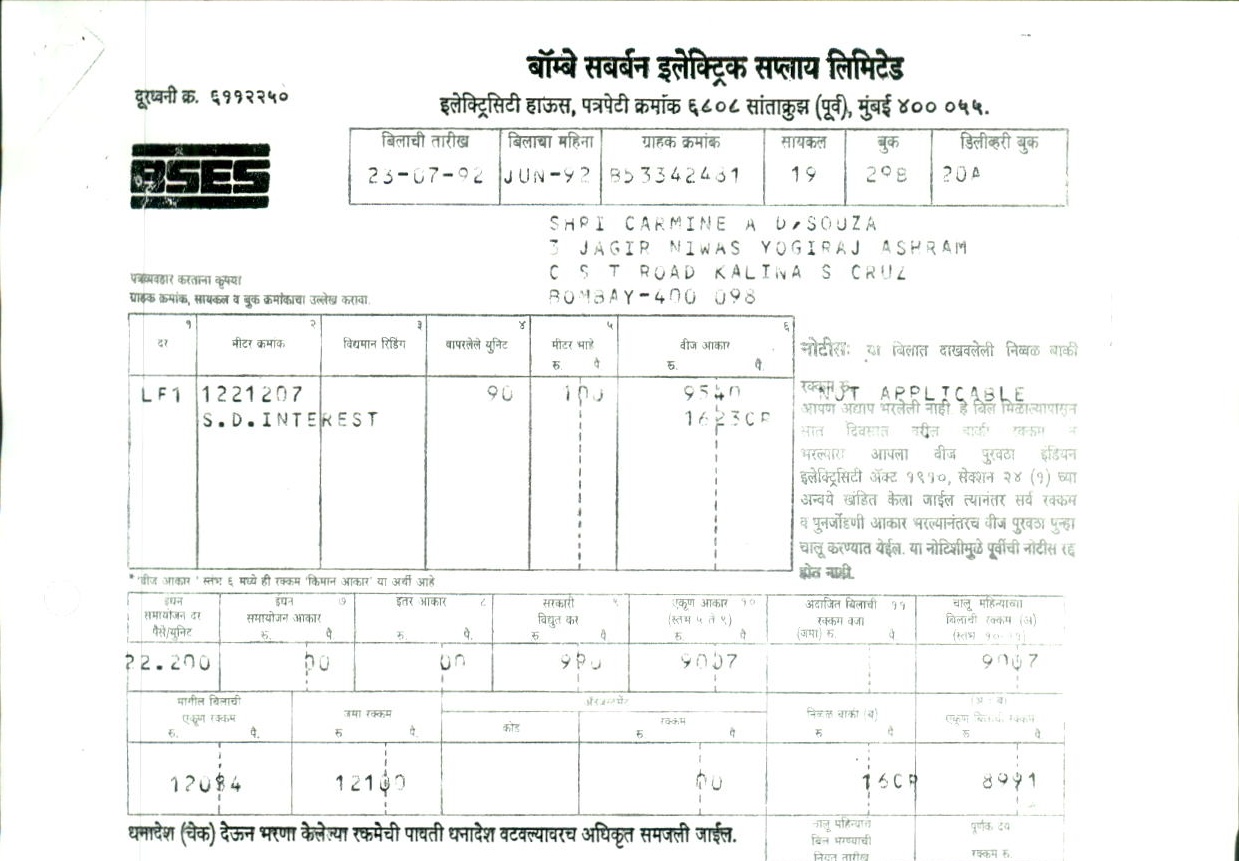 बॉम्बे सबर्बन इलेक्ट्रिक सप्लाय लिमिटेड
दूरध्वनी क्र. ६११२२५०
इलेक्ट्रिसिटी हाऊस, पत्रपेटी क्रमांक ६८०८ सांताक्रुझ (पूर्व), मुंबई ४०० ०५५.
BSES
बिलाची तारीख बिलाचा महिना ग्राहक क्रमांक सायकल बुक डिलीव्हरी बुक
23-07-92 JUN-92 B53342481 19 29B 20A
SHRI CARMINE A D'SOUZA
3 JAGIR NIWAS YOGIRAJ ASHRAM
C S T ROAD KALINA S CRUZ
BOMBAY-400 098
पत्रव्यवहार करताना कृपया
ग्राहक क्रमांक, सायकल व बुक क्रमांकाचा उल्लेख करावा.
१ २ ३ ४ ५ ६
दर मीटर क्रमांक विद्यमान रिडिंग वापरलेले युनिट मीटर भाडे वीज आकार
रु. पै रु. पै.
LF1 1221207 90 100 9540
S.D.INTEREST 1623CR
नोटीस: या बिलात दाखवलेली निव्वळ बाकी
रक्कम रु. NOT APPLICABLE
आपण अद्याप भरलेली नाही. हे बिल मिळाल्यापासून
सात दिवसात वरील बाकी रक्कम न
भरल्यास आपला वीज पुरवठा इंडियन
इलेक्ट्रिसिटी ॲक्ट १९१०, सेक्शन २४ (१) च्या
अन्वये खंडित केला जाईल त्यानंतर सर्व रक्कम
व पुनर्जोडणी आकार भरल्यानंतरच वीज पुरवठा पुन्हा
चालू करण्यात येईल. या नोटिशीमुळे पूर्वीची नोटीस रद्द
होत नाही.
* 'वीज आकार' स्तंभ ६ मध्ये ही रक्कम 'किमान आकार' या अर्थी आहे
इंधन समायोजन दर पैसे/युनिट
इंधन समायोजन आकार ७ रु. पै.
इतर आकार ८ रु. पै.
सरकारी विद्युत कर ९ रु. पै.
एकूण आकार १० (स्तंभ ५ ते ९) रु. पै.
अदाजित बिलाची ११ रक्कम वजा (जमा) रु. पै.
चालू महिन्याच्या बिलाची रक्कम (अ) (स्तंभ १०-११)
22.200 00 00 990 9007 9007
मागील बिलाची एकूण रक्कम रु. पै.
जमा रक्कम रु पै.
कोड
रक्कम रु. पै.
निव्वळ बाकी (ब) रु पै.
एकूण बिलाची रक्कम रु पै.
12084 12100 00 16CR 8991
धनादेश (चेक) देऊन भरणा केलेल्या रकमेची पावती धनादेश वटवल्यावरच अधिकृत समजली जाईल.
चालू महिन्याचे
बिल भरण्याची
नियत तारीख
पूर्णांक देय
रक्कम रु.